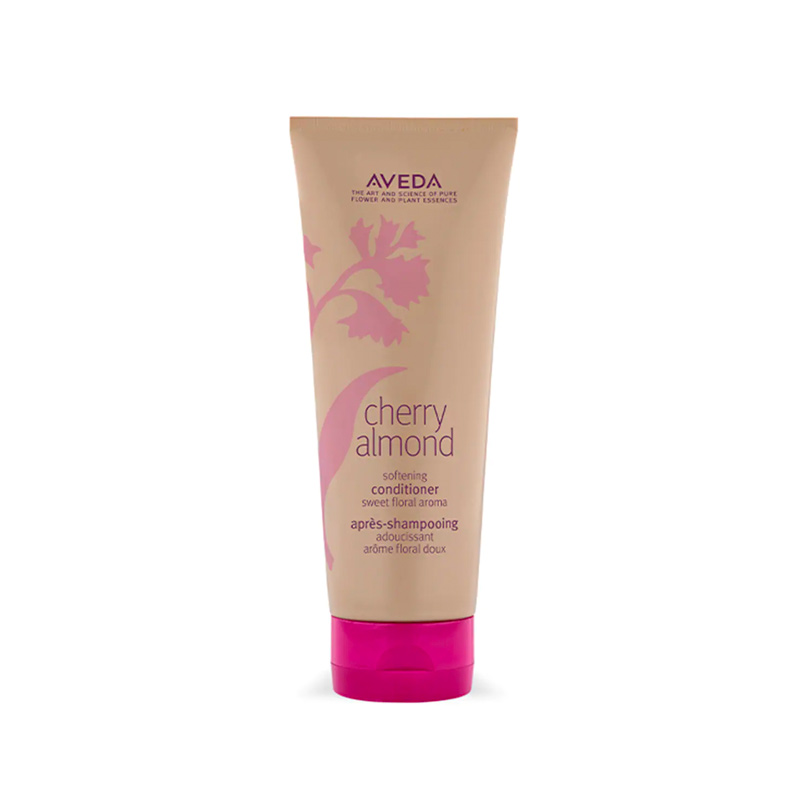 AVEDA
THE ART AND SCIENCE OF PURE
FLOWER AND PLANT ESSENCES
cherry
almond
softening
conditioner
sweet floral aroma
après-shampooing
adoucissant
arôme floral doux